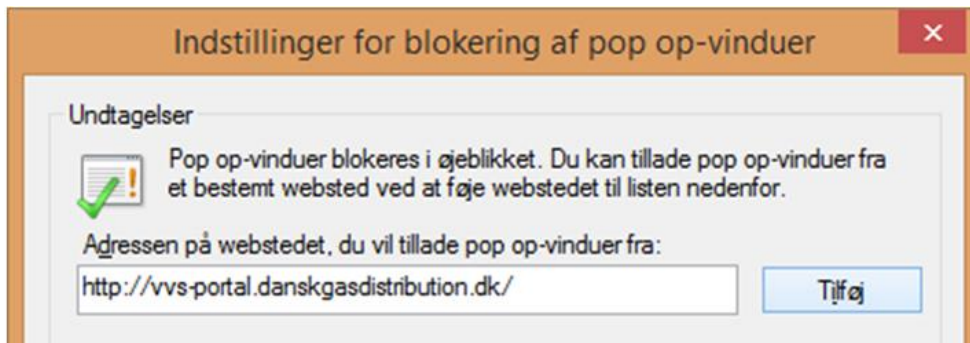 Indstillinger for blokering af pop op-vinduer
Undtagelser
Pop op-vinduer blokeres i øjeblikket. Du kan tillade pop op-vinduer fra
et bestemt websted ved at føje webstedet til listen nedenfor.
Adressen på webstedet, du vil tillade pop op-vinduer fra:
http://vvs-portal.danskgasdistribution.dk/
Tilføj